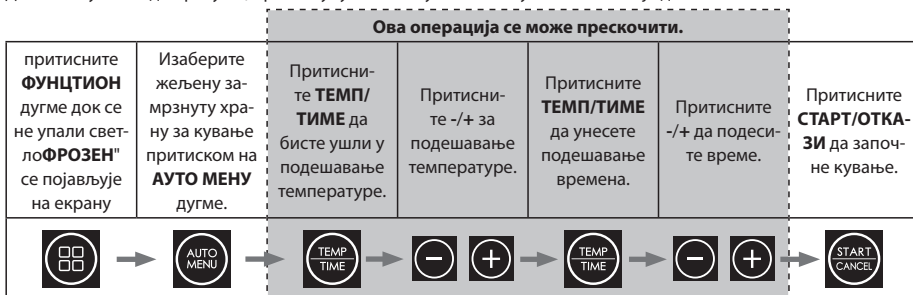 Ова операција се може прескочити.
притисните
ФУНЦТИОН
дугме док се
не упали свет-
лоФРОЗЕН"
се појављује
на екрану
Изаберите
жељену за-
мрзнуту хра-
ну за кување
притиском на
АУТО МЕНУ
дугме.
Притисни-
те ТЕМП/
ТИМЕ да
бисте ушли у
подешавање
температуре.
Притисни-
те -/+ за
подешавање
температуре.
Притисните
ТЕМП/ТИМЕ
да унесете
подешавање
времена.
Притисните
-/+ да подеси-
те време.
Притисните
СТАРТ/ОТКА-
ЗИ да започ-
не кување.
AUTO
MENU
TEMP
TIME
- +
TEMP
TIME
- +
START
CANCEL